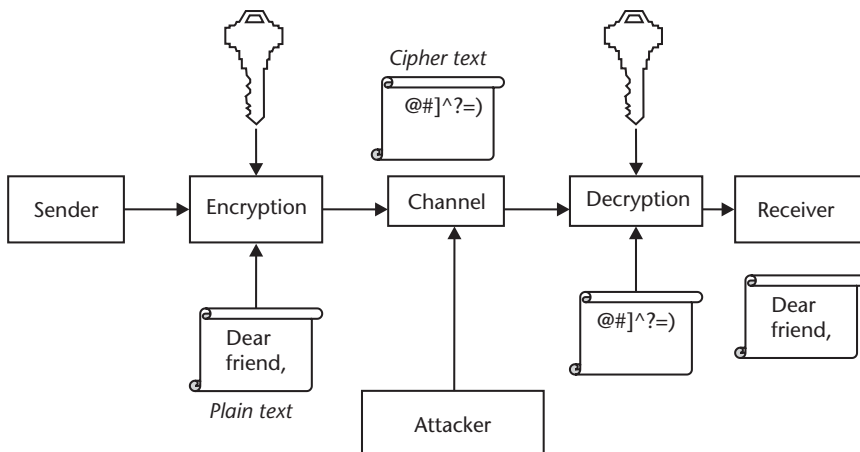 Cipher text
@#]^?=)
Sender
Encryption
Channel
Decryption
Receiver
Dear
friend,
Plain text
@#]^?=)
Dear
friend,
Attacker